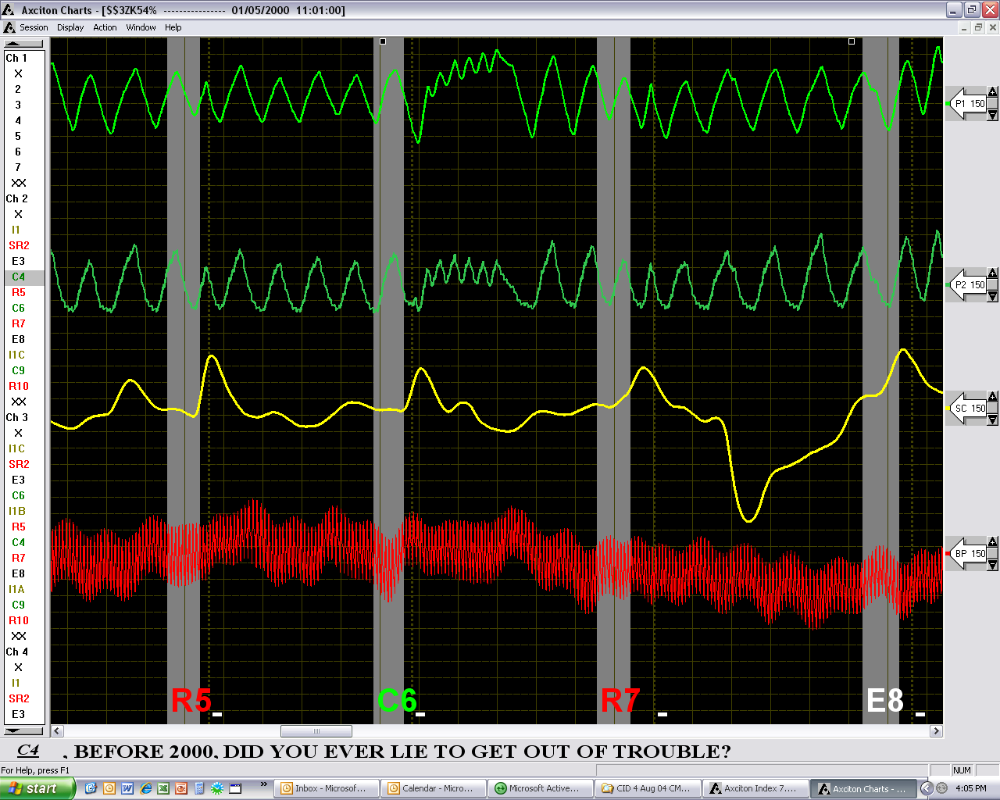 Axciton Charts - [$$3ZK54% ---------------- 01/05/2000 11:01:00]
Session Display Action Window Help
Ch 1
X
2
3
4
5
6
7
XX
Ch 2
X
I1
SR2
E3
C4
R5
C6
R7
E8
I1C
C9
R10
XX
Ch 3
X
I1C
SR2
E3
C6
I1B
R5
C4
R7
E8
I1A
C9
R10
XX
Ch 4
X
I1
SR2
E3
P1 150
P2 150
SC 150
BP 150
R5 C6 R7 E8
C4 , BEFORE 2000, DID YOU EVER LIE TO GET OUT OF TROUBLE?
For Help, press F1 NUM
start » Inbox - Microsof... Calendar - Micro... Microsoft Active... CID 4 Aug 04 CM... Axciton Index 7.... Axciton Charts - ... 4:05 PM